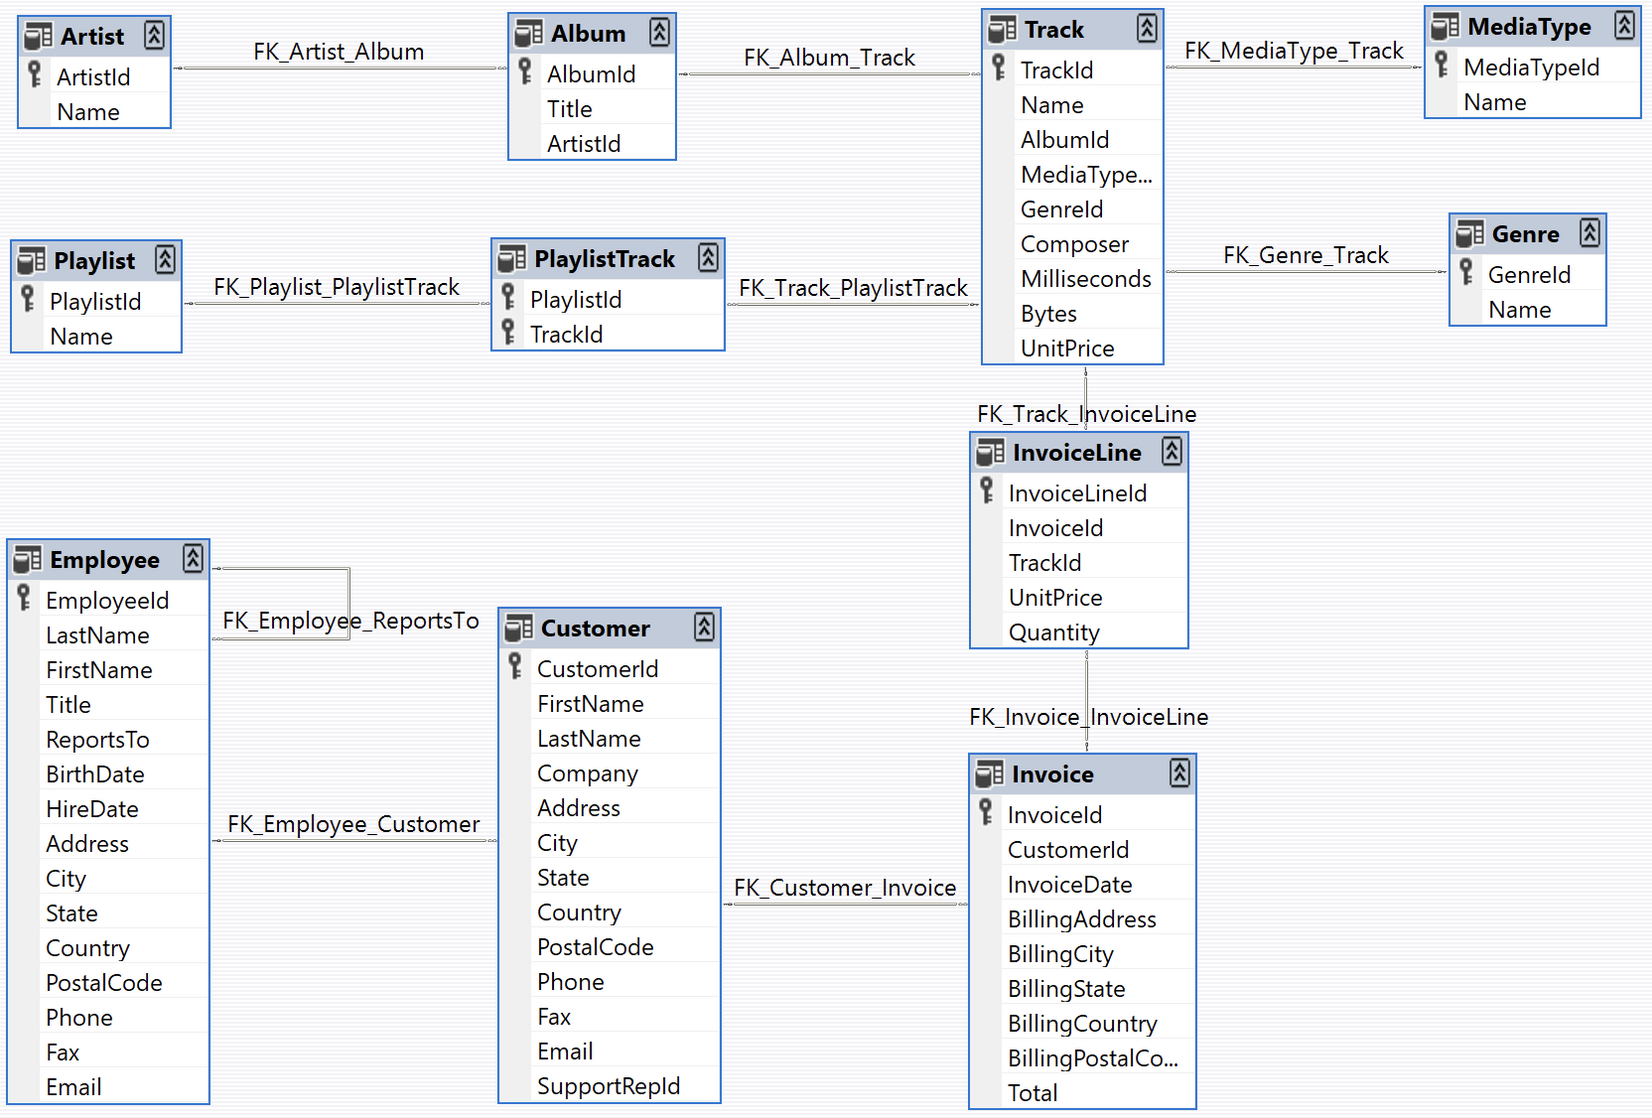 Artist
ArtistId
Name
FK_Artist_Album
Album
AlbumId
Title
ArtistId
FK_Album_Track
Track
TrackId
Name
AlbumId
MediaType...
GenreId
Composer
Milliseconds
Bytes
UnitPrice
FK_MediaType_Track
MediaType
MediaTypeId
Name
Playlist
PlaylistId
Name
FK_Playlist_PlaylistTrack
PlaylistTrack
PlaylistId
TrackId
FK_Track_PlaylistTrack
FK_Genre_Track
Genre
GenreId
Name
FK_Track_InvoiceLine
InvoiceLine
InvoiceLineId
InvoiceId
TrackId
UnitPrice
Quantity
Employee
EmployeeId
LastName
FirstName
Title
ReportsTo
BirthDate
HireDate
Address
City
State
Country
PostalCode
Phone
Fax
Email
FK_Employee_ReportsTo
FK_Employee_Customer
Customer
CustomerId
FirstName
LastName
Company
Address
City
State
Country
PostalCode
Phone
Fax
Email
SupportRepId
FK_Customer_Invoice
FK_Invoice_InvoiceLine
Invoice
InvoiceId
CustomerId
InvoiceDate
BillingAddress
BillingCity
BillingState
BillingCountry
BillingPostalCo...
Total